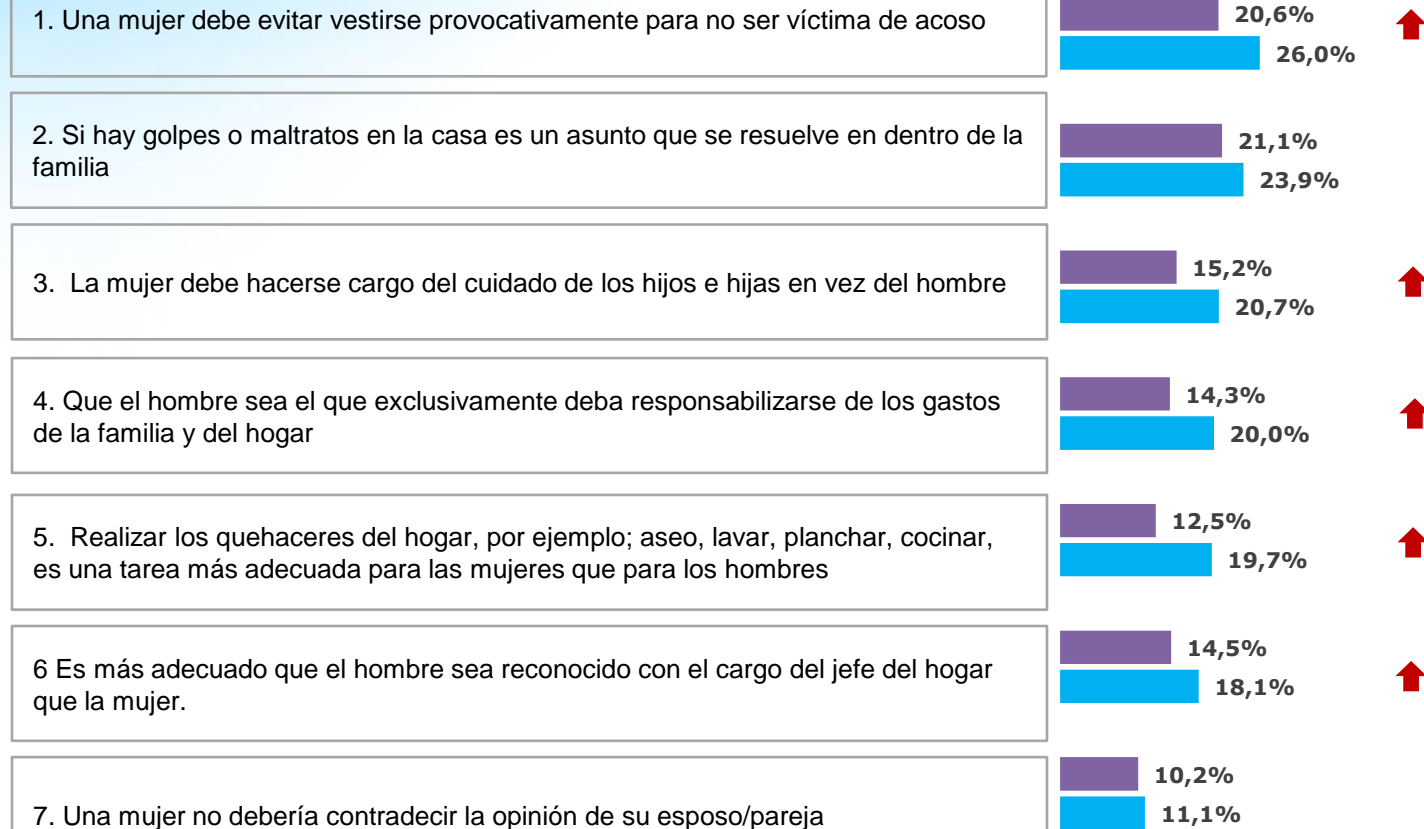 1. Una mujer debe evitar vestirse provocativamente para no ser víctima de acoso
20,6%
26,0%
2. Si hay golpes o maltratos en la casa es un asunto que se resuelve en dentro de la
familia
21,1%
23,9%
3. La mujer debe hacerse cargo del cuidado de los hijos e hijas en vez del hombre
15,2%
20,7%
4. Que el hombre sea el que exclusivamente deba responsabilizarse de los gastos
de la familia y del hogar
14,3%
20,0%
5. Realizar los quehaceres del hogar, por ejemplo; aseo, lavar, planchar, cocinar,
es una tarea más adecuada para las mujeres que para los hombres
12,5%
19,7%
6 Es más adecuado que el hombre sea reconocido con el cargo del jefe del hogar
que la mujer.
14,5%
18,1%
7. Una mujer no debería contradecir la opinión de su esposo/pareja
10,2%
11,1%